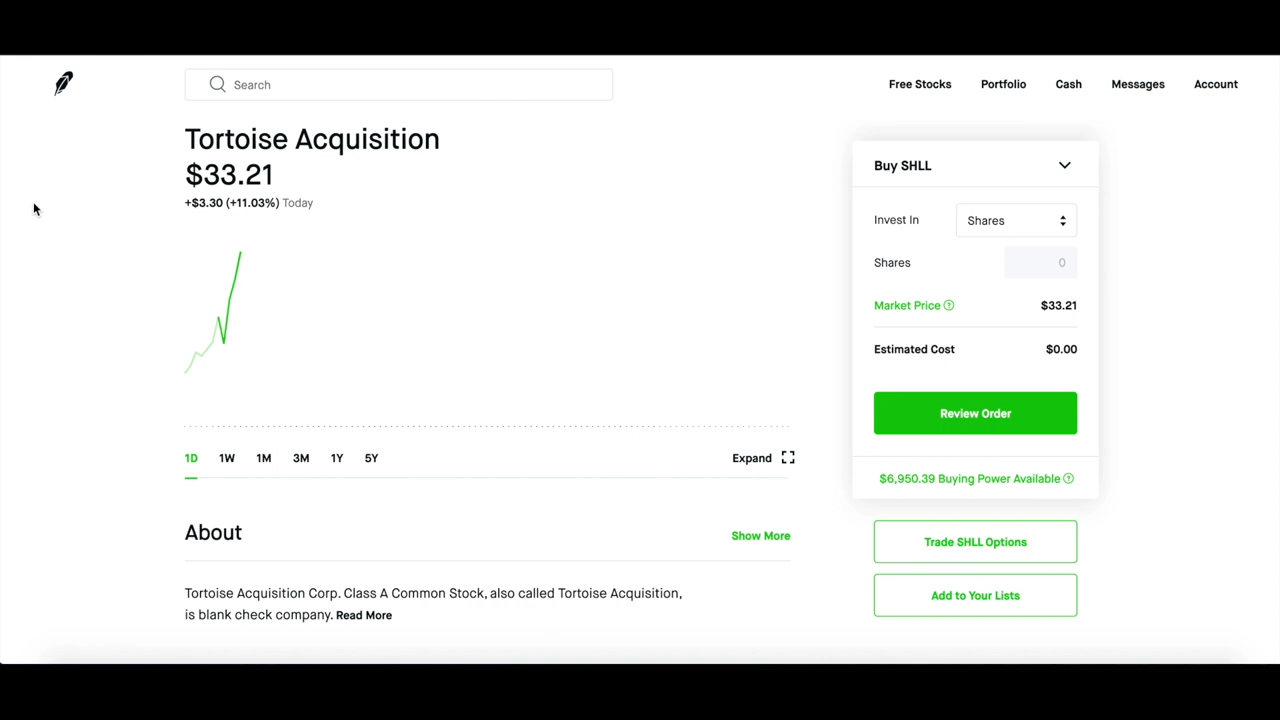 Search
Free Stocks
Portfolio
Cash
Messages
Account
Tortoise Acquisition
$33.21
+$3.30 (+11.03%) Today
1D
1W
1M
3M
1Y
5Y
Expand
About
Show More
Tortoise Acquisition Corp. Class A Common Stock, also called Tortoise Acquisition,
is blank check company. Read More
Buy SHLL
Invest In
Shares
Shares
0
Market Price ?
$33.21
Estimated Cost
$0.00
Review Order
$6,950.39 Buying Power Available ?
Trade SHLL Options
Add to Your Lists